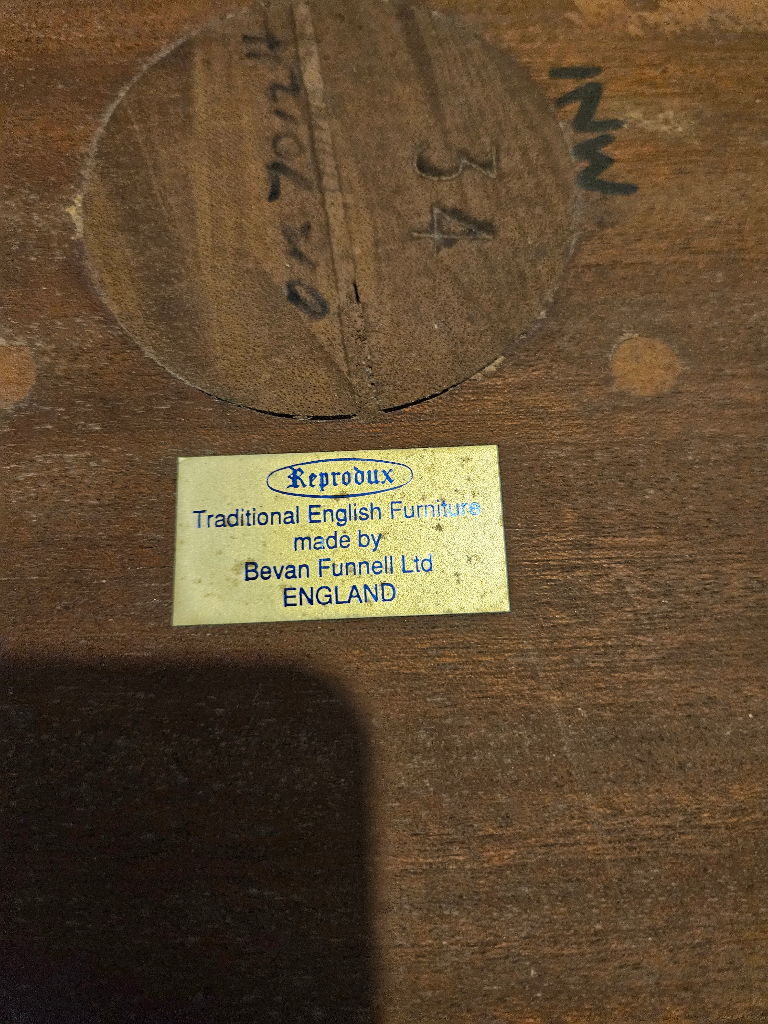 34
INW
Reprodux
Traditional English Furniture
made by
Bevan Funnell Ltd
ENGLAND